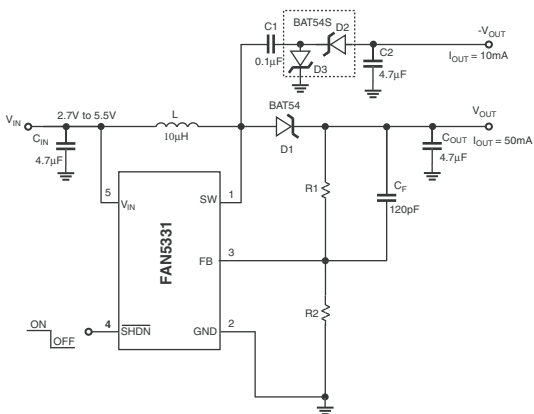 BAT54S
C1
D2
-VOUT
0.1μF
D3
C2
4.7μF
IOUT = 10mA
VIN
2.7V to 5.5V
L
10μH
BAT54
D1
VOUT
CIN
4.7μF
COUT
4.7μF
IOUT = 50mA
5
VIN
SW
1
R1
CF
120pF
FAN5331
FB
3
R2
ON
OFF
4
SHDN
GND
2